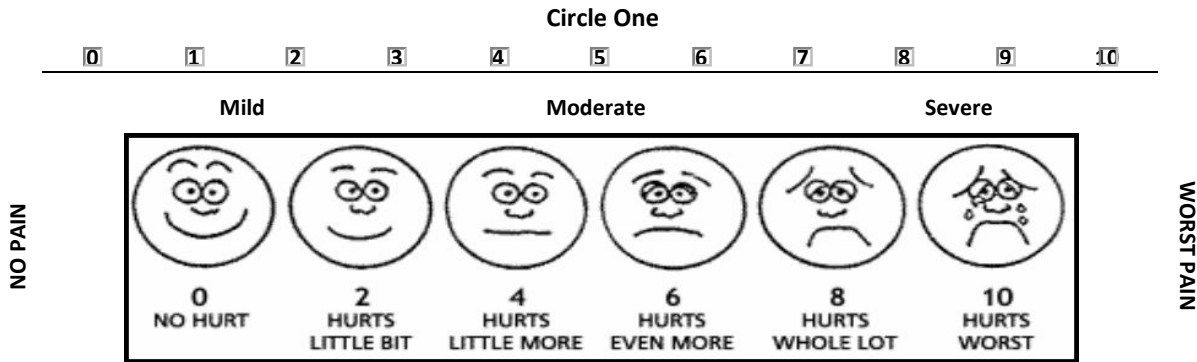 Circle One
0 1 2 3 4 5 6 7 8 9 10
Mild Moderate Severe
NO PAIN
WORST PAIN
0 2 4 6 8 10
NO HURT HURTS HURTS HURTS HURTS HURTS
LITTLE BIT LITTLE MORE EVEN MORE WHOLE LOT WORST